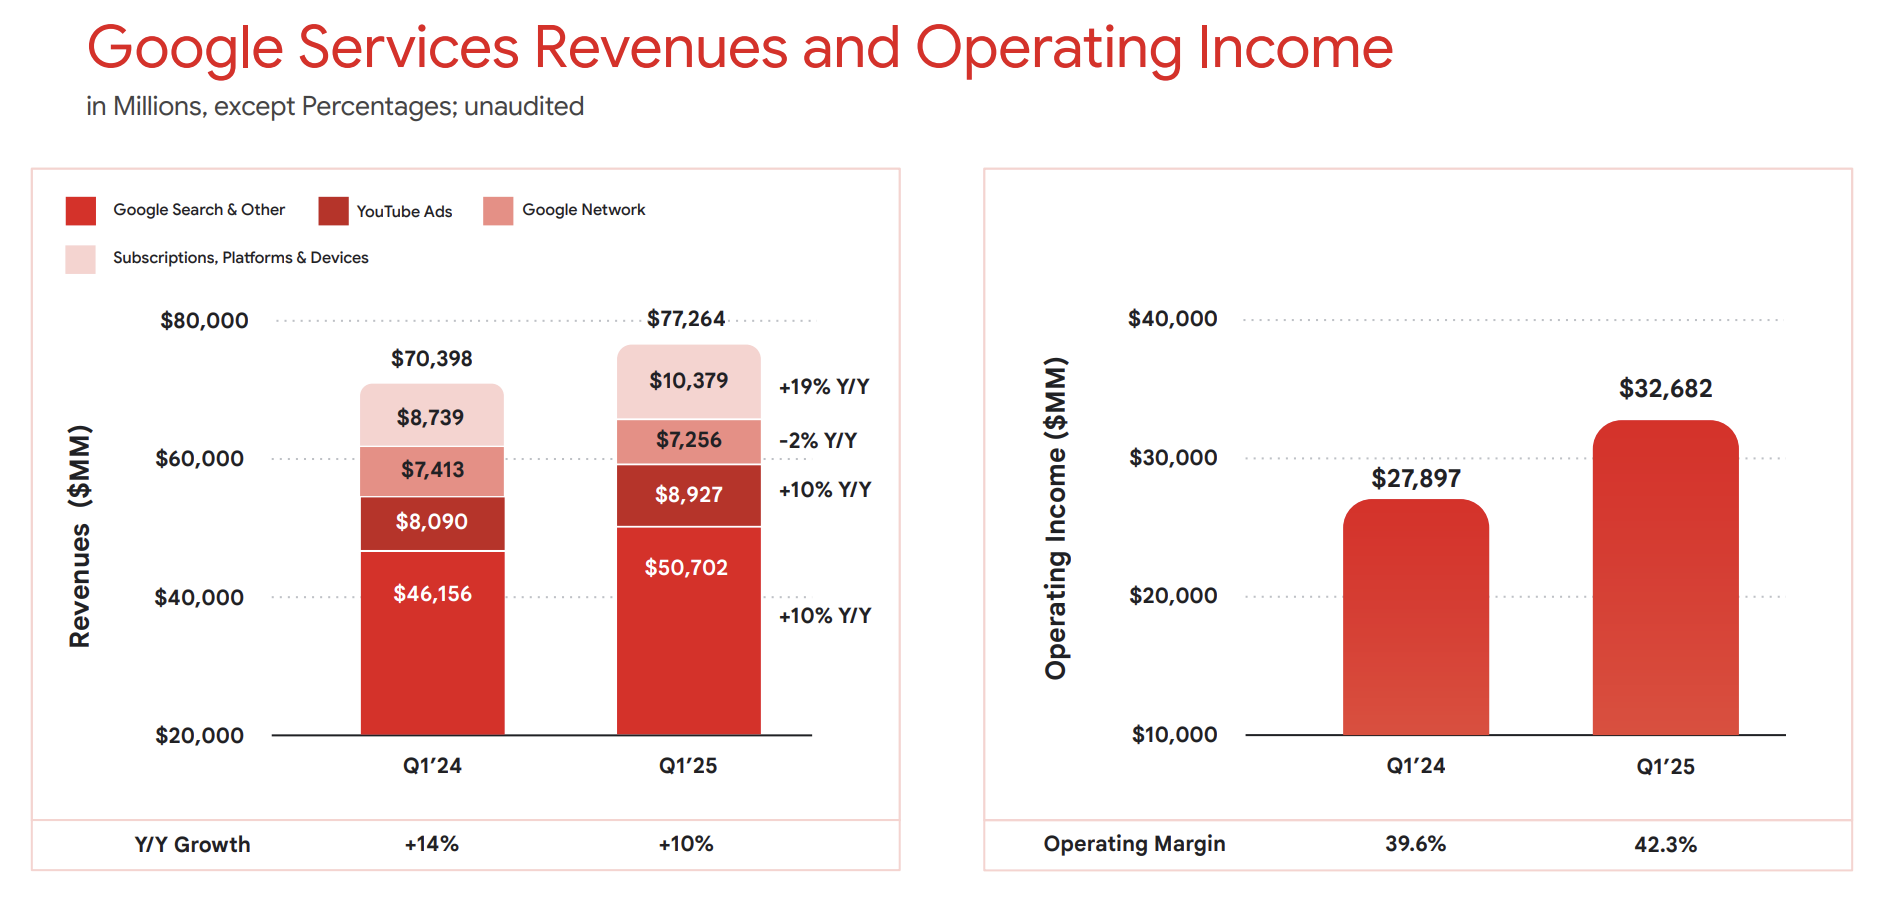 Google Services Revenues and Operating Income
in Millions, except Percentages; unaudited
Google Search & Other
YouTube Ads
Google Network
Subscriptions, Platforms & Devices
Revenues ($MM)
$80,000
$60,000
$40,000
$20,000
$70,398
$8,739
$7,413
$8,090
$46,156
Q1’24
$77,264
$10,379
$7,256
$8,927
$50,702
Q1’25
+19% Y/Y
-2% Y/Y
+10% Y/Y
+10% Y/Y
Y/Y Growth
+14%
+10%
Operating Income ($MM)
$40,000
$30,000
$20,000
$10,000
$27,897
Q1’24
$32,682
Q1’25
Operating Margin
39.6%
42.3%